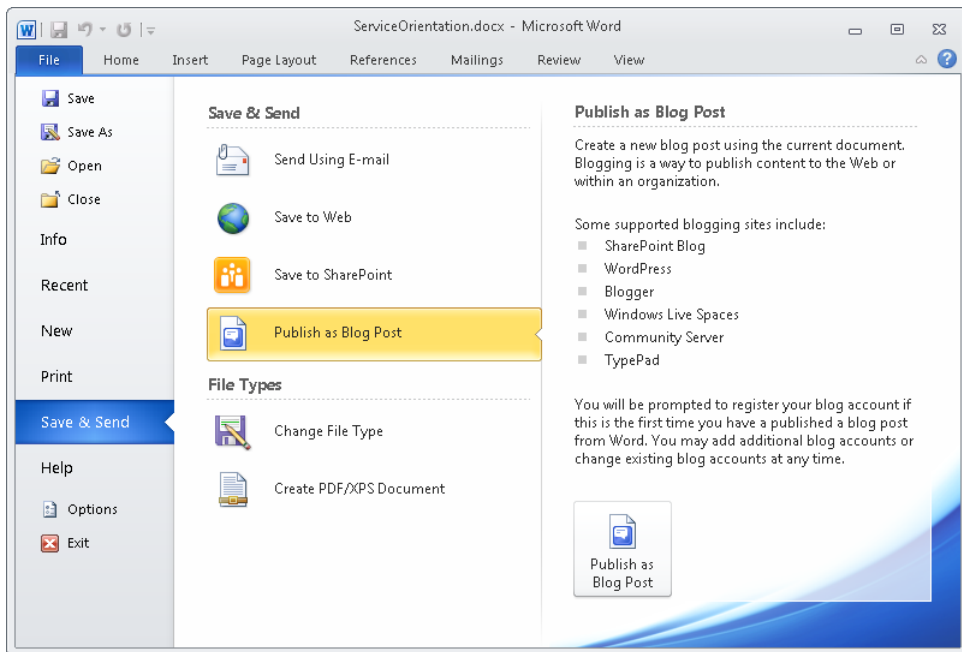 ServiceOrientation.docx - Microsoft Word
File Home Insert Page Layout References Mailings Review View
Save
Save As
Open
Close
Info
Recent
New
Print
Save & Send
Help
Options
Exit
Save & Send
Send Using E-mail
Save to Web
Save to SharePoint
Publish as Blog Post
File Types
Change File Type
Create PDF/XPS Document
Publish as Blog Post
Create a new blog post using the current document.
Blogging is a way to publish content to the Web or
within an organization.
Some supported blogging sites include:
SharePoint Blog
WordPress
Blogger
Windows Live Spaces
Community Server
TypePad
You will be prompted to register your blog account if
this is the first time you have a published a blog post
from Word. You may add additional blog accounts or
change existing blog accounts at any time.
Publish as
Blog Post